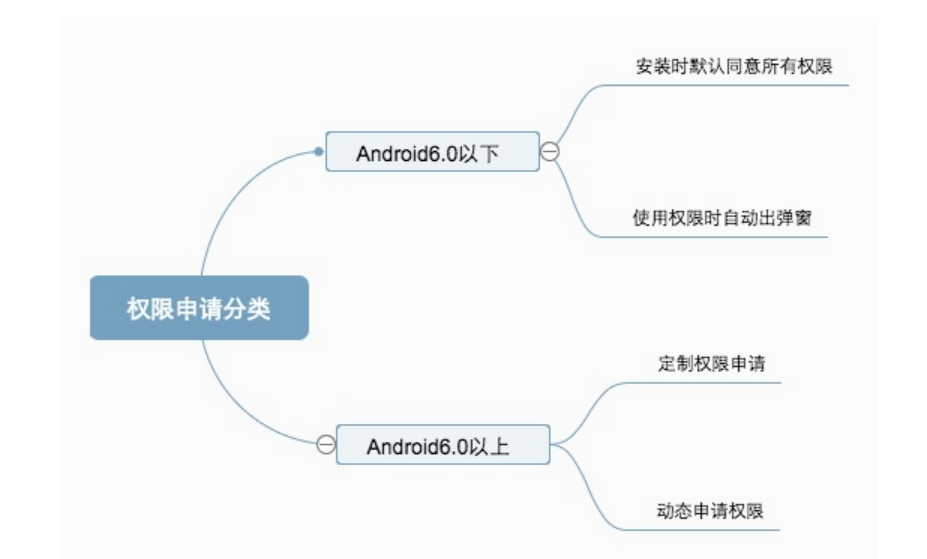 安装时默认同意所有权限
Android6.0以下
使用权限时自动出弹窗
权限申请分类
定制权限申请
Android6.0以上
动态申请权限